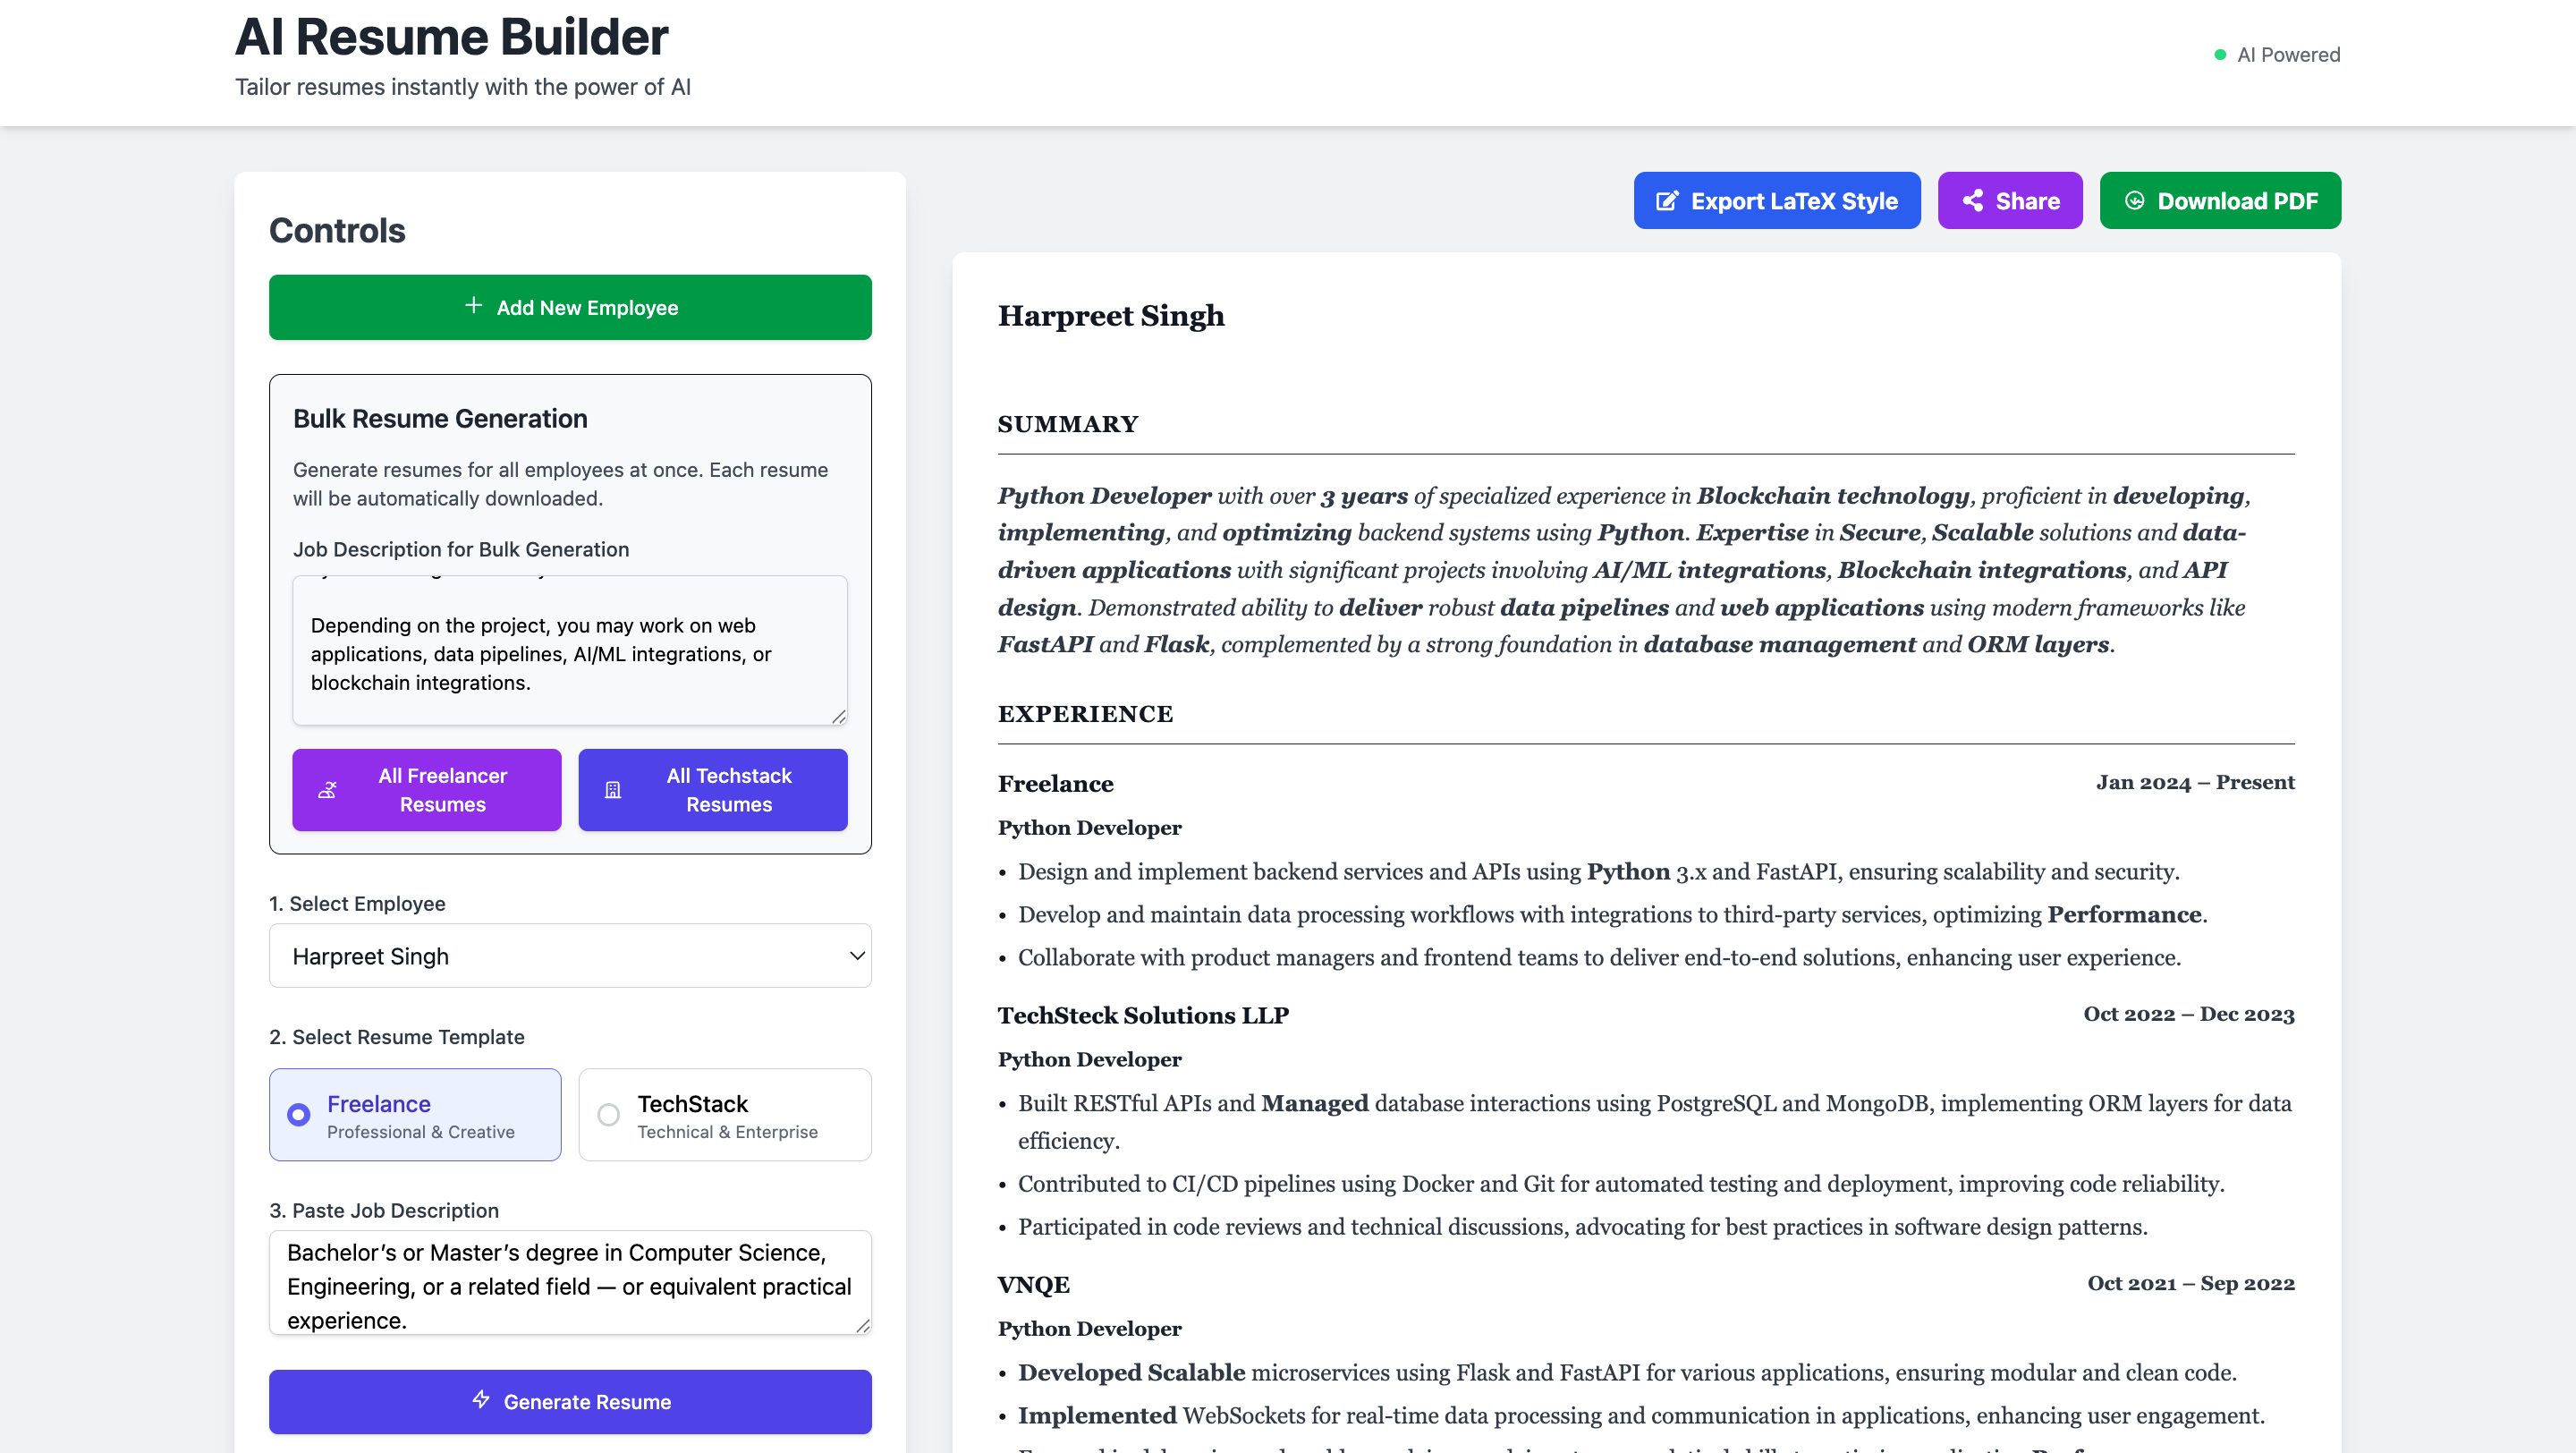 AI Resume Builder
Tailor resumes instantly with the power of AI
AI Powered
Controls
Add New Employee
Bulk Resume Generation
Generate resumes for all employees at once. Each resume
will be automatically downloaded.
Job Description for Bulk Generation
Depending on the project, you may work on web
applications, data pipelines, AI/ML integrations, or
blockchain integrations.
All Freelancer
Resumes
All Techstack
Resumes
1. Select Employee
Harpreet Singh
2. Select Resume Template
Freelance
Professional & Creative
TechStack
Technical & Enterprise
3. Paste Job Description
Bachelor’s or Master’s degree in Computer Science,
Engineering, or a related field — or equivalent practical
experience.
Generate Resume
Export LaTeX Style
Share
Download PDF
Harpreet Singh
SUMMARY
Python Developer with over 3 years of specialized experience in Blockchain technology, proficient in developing,
implementing, and optimizing backend systems using Python. Expertise in Secure, Scalable solutions and data-
driven applications with significant projects involving AI/ML integrations, Blockchain integrations, and API
design. Demonstrated ability to deliver robust data pipelines and web applications using modern frameworks like
FastAPI and Flask, complemented by a strong foundation in database management and ORM layers.
EXPERIENCE
Freelance Jan 2024 – Present
Python Developer
• Design and implement backend services and APIs using Python 3.x and FastAPI, ensuring scalability and security.
• Develop and maintain data processing workflows with integrations to third-party services, optimizing Performance.
• Collaborate with product managers and frontend teams to deliver end-to-end solutions, enhancing user experience.
TechSteck Solutions LLP Oct 2022 – Dec 2023
Python Developer
• Built RESTful APIs and Managed database interactions using PostgreSQL and MongoDB, implementing ORM layers for data
efficiency.
• Contributed to CI/CD pipelines using Docker and Git for automated testing and deployment, improving code reliability.
• Participated in code reviews and technical discussions, advocating for best practices in software design patterns.
VNQE Oct 2021 – Sep 2022
Python Developer
• Developed Scalable microservices using Flask and FastAPI for various applications, ensuring modular and clean code.
• Implemented WebSockets for real-time data processing and communication in applications, enhancing user engagement.